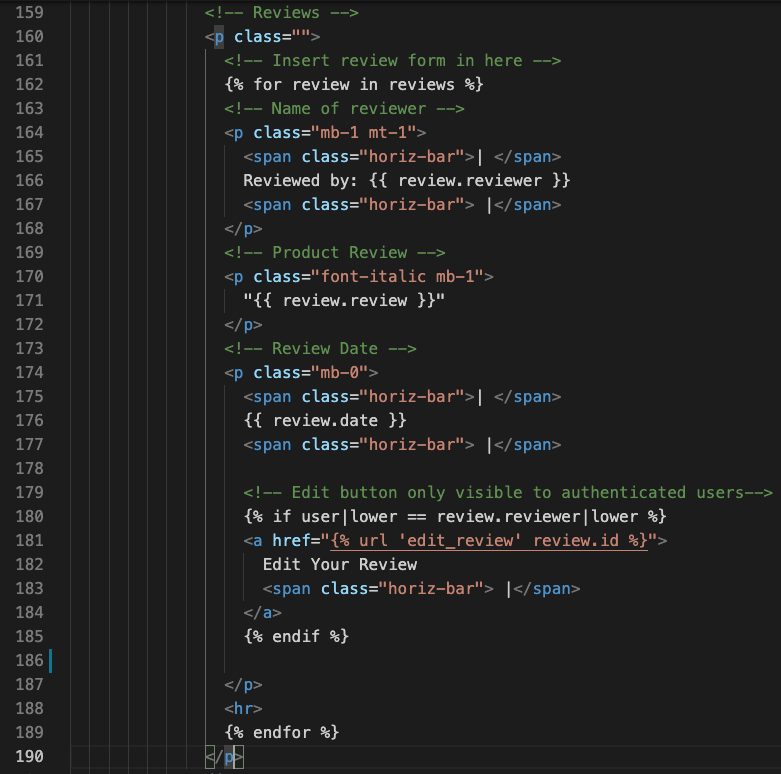 159 <!-- Reviews -->
160 <p class="">
161 <!-- Insert review form in here -->
162 {% for review in reviews %}
163 <!-- Name of reviewer -->
164 <p class="mb-1 mt-1">
165 <span class="horiz-bar">| </span>
166 Reviewed by: {{ review.reviewer }}
167 <span class="horiz-bar"> |</span>
168 </p>
169 <!-- Product Review -->
170 <p class="font-italic mb-1">
171 "{{ review.review }}"
172 </p>
173 <!-- Review Date -->
174 <p class="mb-0">
175 <span class="horiz-bar">| </span>
176 {{ review.date }}
177 <span class="horiz-bar"> |</span>
178
179 <!-- Edit button only visible to authenticated users-->
180 {% if user|lower == review.reviewer|lower %}
181 <a href="{% url 'edit_review' review.id %}">
182 Edit Your Review
183 <span class="horiz-bar"> |</span>
184 </a>
185 {% endif %}
186
187 </p>
188 <hr>
189 {% endfor %}
190 </p>